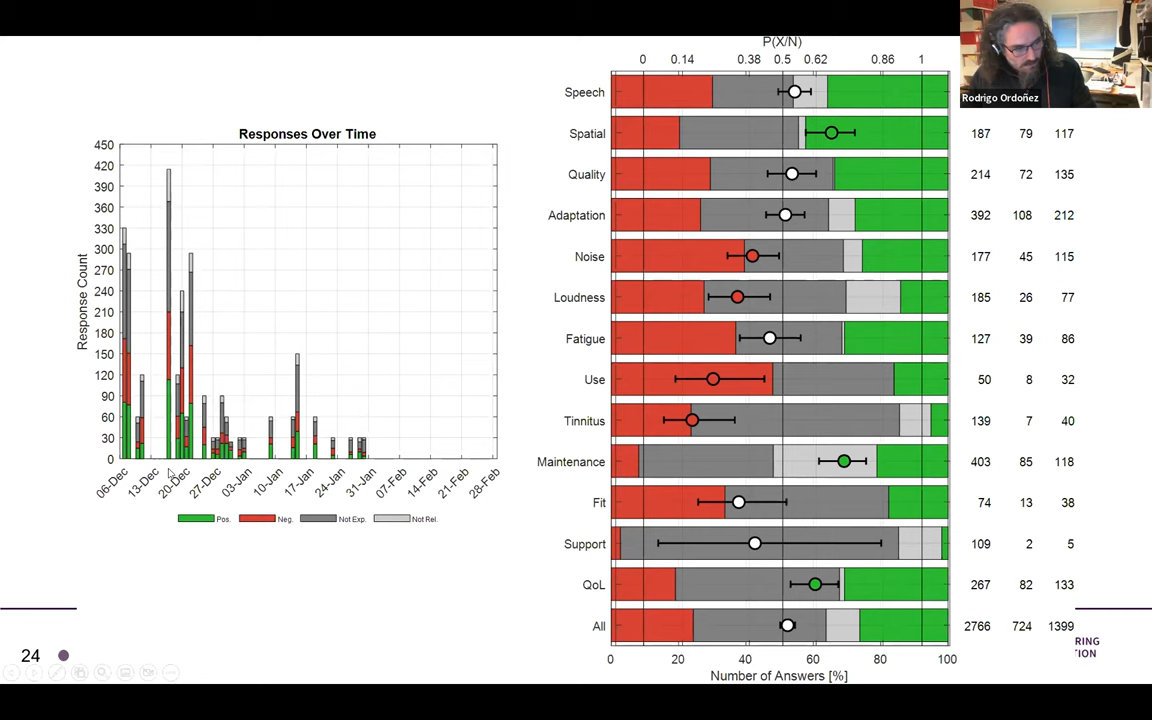 P(X/N)
0 0.14 0.38 0.5 0.62 0.86 1
Rodrigo Ordoñez
Responses Over Time
Response Count
450
420
390
360
330
300
270
240
210
180
150
120
90
60
30
0
06-Dec 13-Dec 20-Dec 27-Dec 03-Jan 10-Jan 17-Jan 24-Jan 31-Jan 07-Feb 14-Feb 21-Feb 28-Feb
Pos. Neg. Not Exp. Not Rel.
Speech
Spatial 187 79 117
Quality 214 72 135
Adaptation 392 108 212
Noise 177 45 115
Loudness 185 26 77
Fatigue 127 39 86
Use 50 8 32
Tinnitus 139 7 40
Maintenance 403 85 118
Fit 74 13 38
Support 109 2 5
QoL 267 82 133
All 2766 724 1399
0 20 40 60 80 100
Number of Answers [%]
24
RING
TION